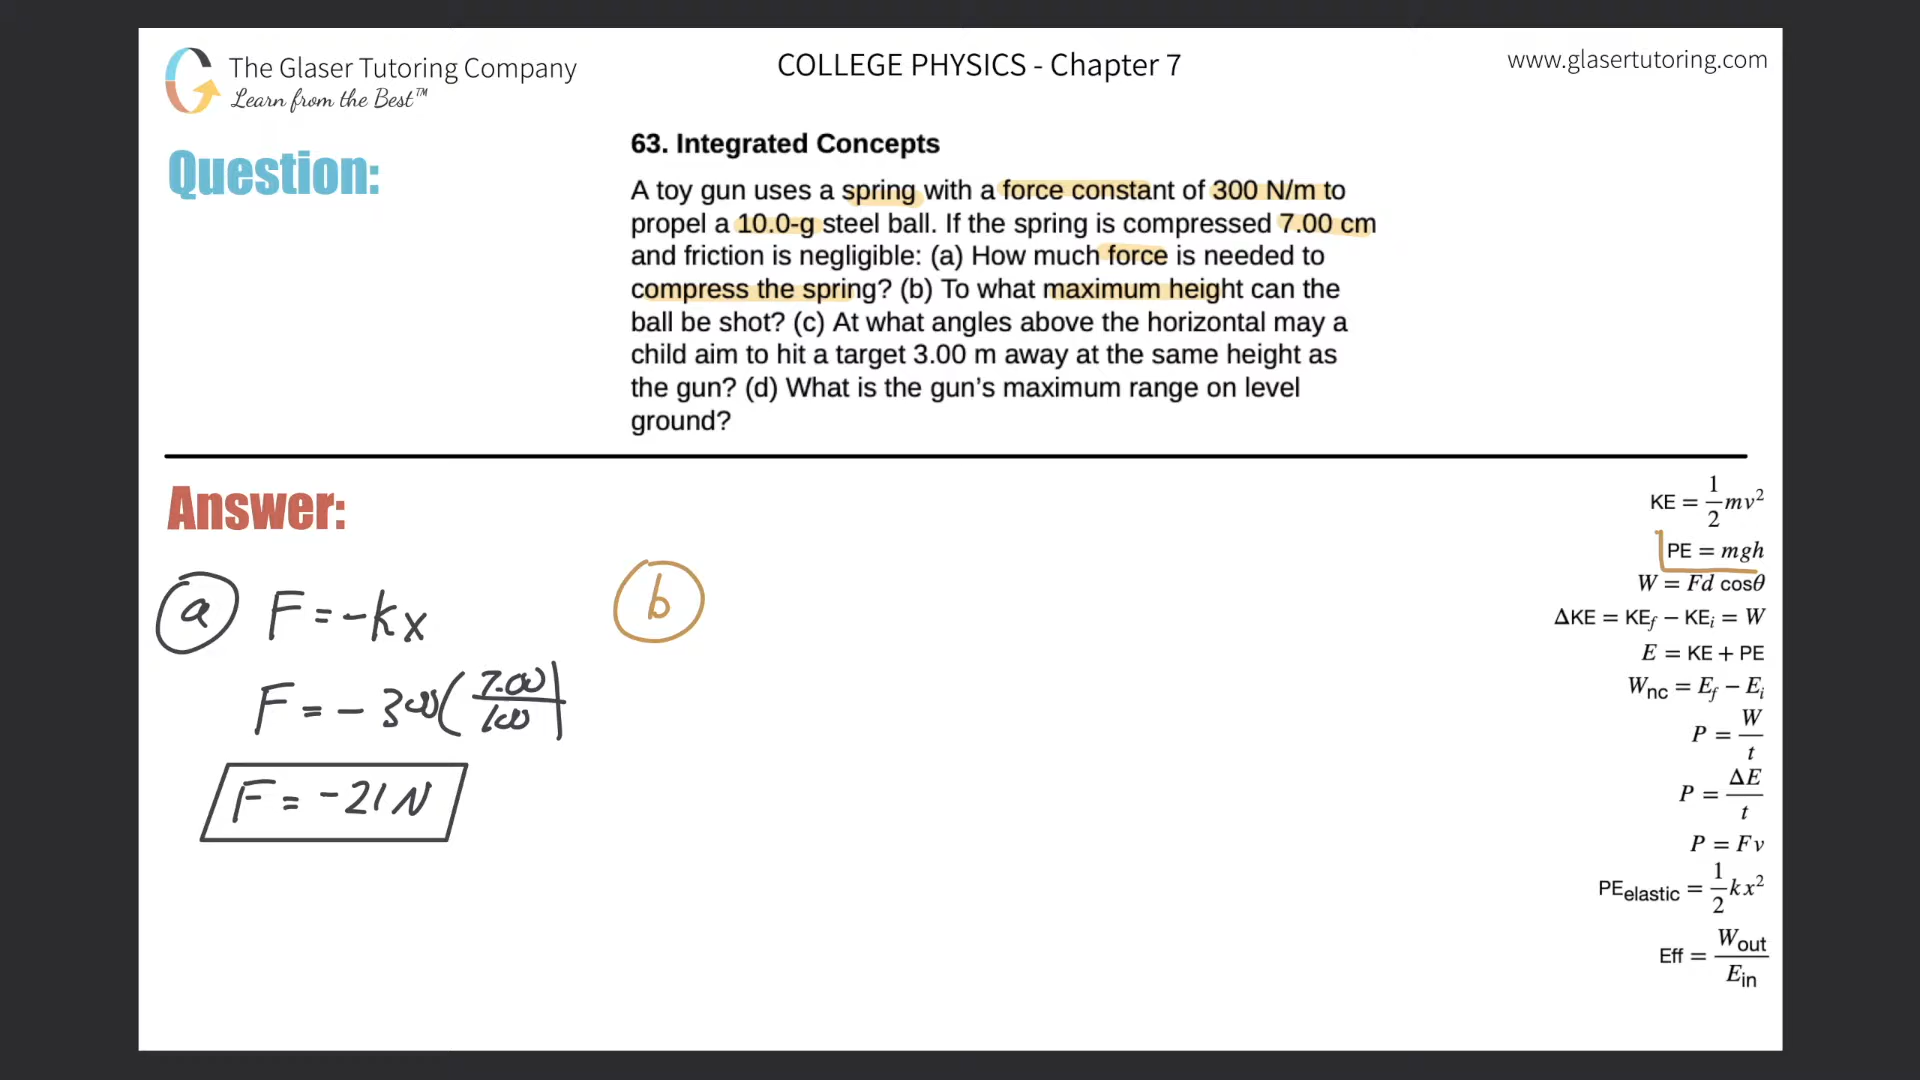 The Glaser Tutoring Company
Learn from the Best™
COLLEGE PHYSICS - Chapter 7
www.glasertutoring.com
Question:
63. Integrated Concepts
A toy gun uses a spring with a force constant of 300 N/m to
propel a 10.0-g steel ball. If the spring is compressed 7.00 cm
and friction is negligible: (a) How much force is needed to
compress the spring? (b) To what maximum height can the
ball be shot? (c) At what angles above the horizontal may a
child aim to hit a target 3.00 m away at the same height as
the gun? (d) What is the gun's maximum range on level
ground?
Answer:
a F = -kx
F = - 300(7.00/100)
F = -21 N
b
KE = 1/2 mv²
PE = mgh
W = Fd cosθ
ΔKE = KE_f − KE_i = W
E = KE + PE
W_nc = E_f − E_i
P = W/t
P = ΔE/t
P = Fv
PE_elastic = 1/2 kx²
Eff = W_out/E_in